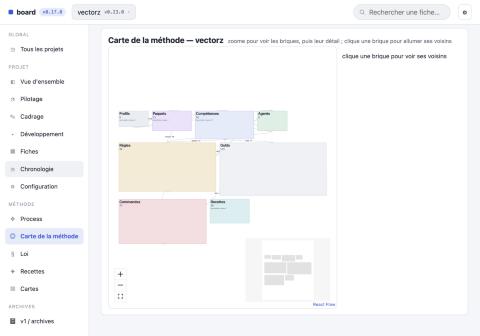 board v0.17.0
vectorz v0.23.0
Rechercher une fiche...
GLOBAL
Tous les projets
PROJET
Vue d'ensemble
Pilotage
Cadrage
Développement
Fiches
Chronologie
Configuration
MÉTHODE
Process
Carte de la méthode
Loi
Recettes
Cartes
ARCHIVES
v1 / archives
Carte de la méthode — vectorz zoome pour voir les briques, puis leur détail ; clique une brique pour allumer ses voisins
clique une brique pour voir ses voisins
Profils
Paquets
Compétences
Agents
Règles
Outils
Commandes
Recettes
React Flow